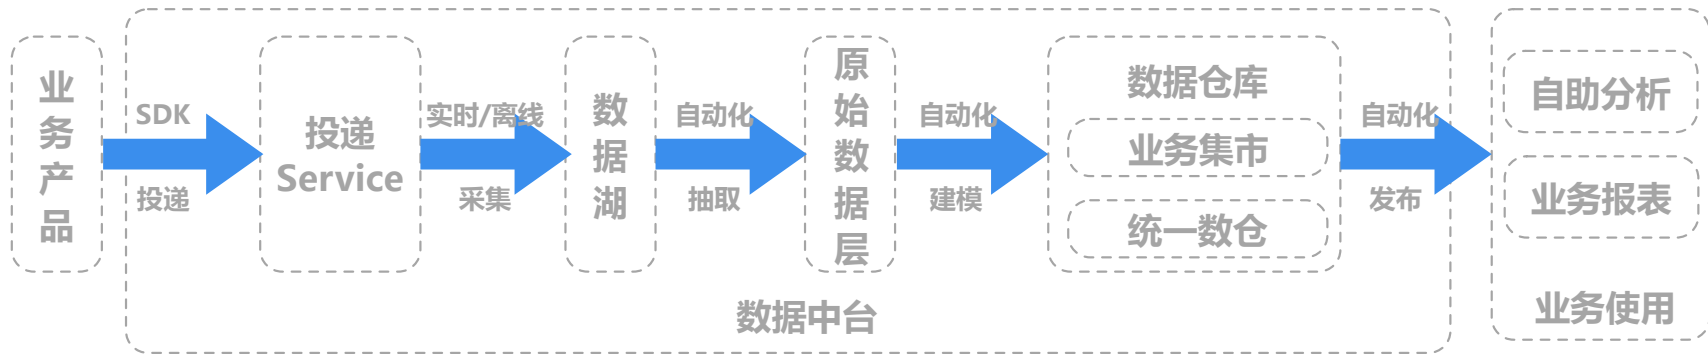 业务产品
SDK
投递
投递
Service
实时/离线
采集
数据湖
自动化
抽取
原始数据层
自动化
建模
数据仓库
业务集市
统一数仓
自动化
发布
自助分析
业务报表
业务使用
数据中台